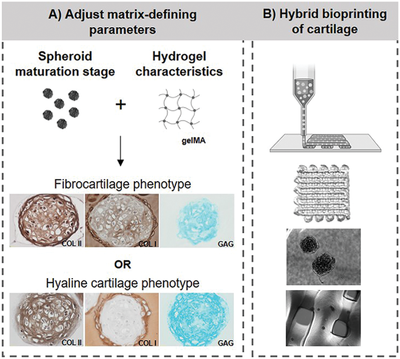 A) Adjust matrix-defining
parameters
Spheroid
maturation stage
+
Hydrogel
characteristics
gelMA
Fibrocartilage phenotype
COL II
COL I
GAG
OR
Hyaline cartilage phenotype
COL II
COL I
GAG
B) Hybrid bioprinting
of cartilage